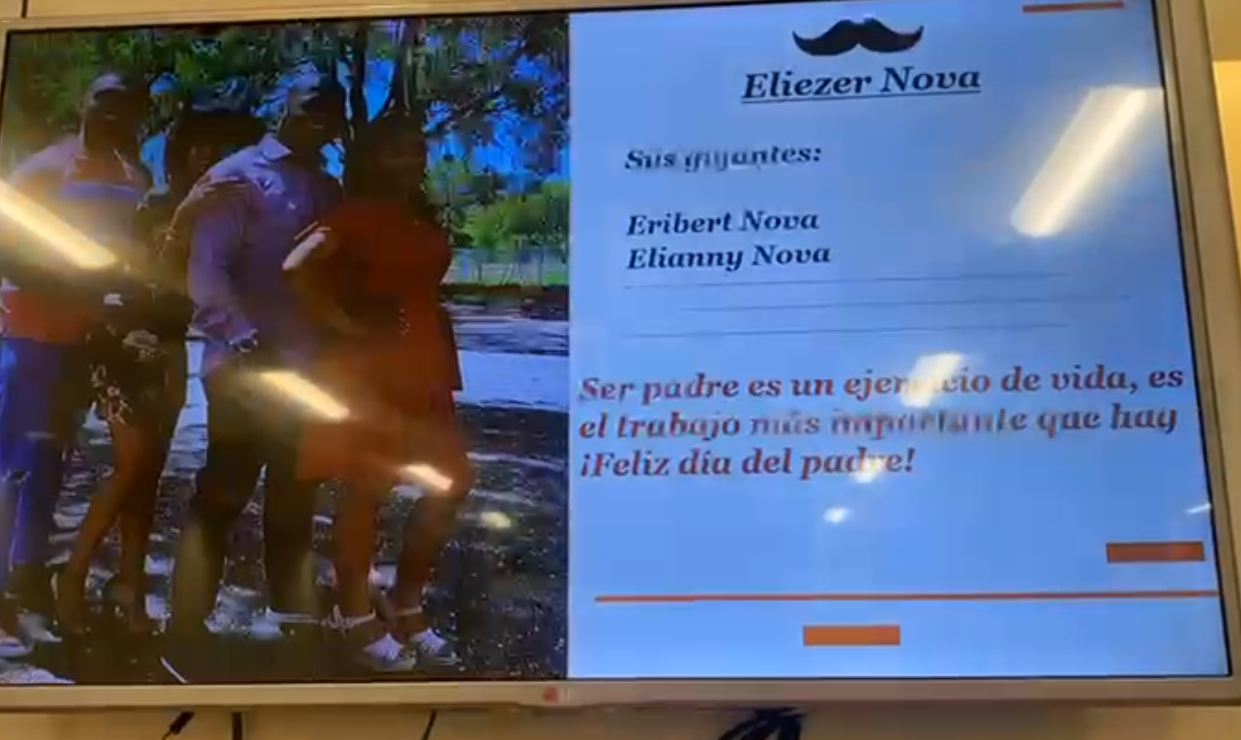 Eliezer Nova
Sus gigantes:
Eribert Nova
Elianny Nova
Ser padre es un ejercicio de vida, es
el trabajo más importante que hay
¡Feliz día del padre!